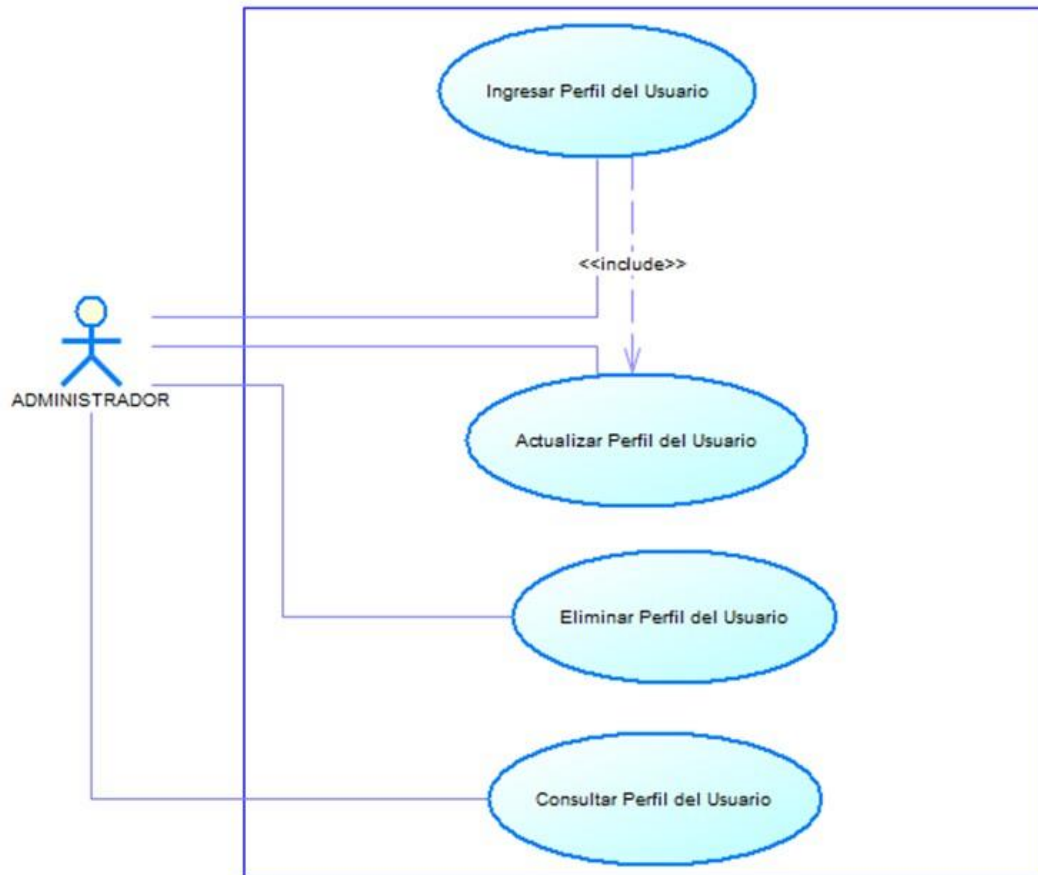 Ingresar Perfil del Usuario
<<include>>
ADMINISTRADOR
Actualizar Perfil del Usuario
Eliminar Perfil del Usuario
Consultar Perfil del Usuario